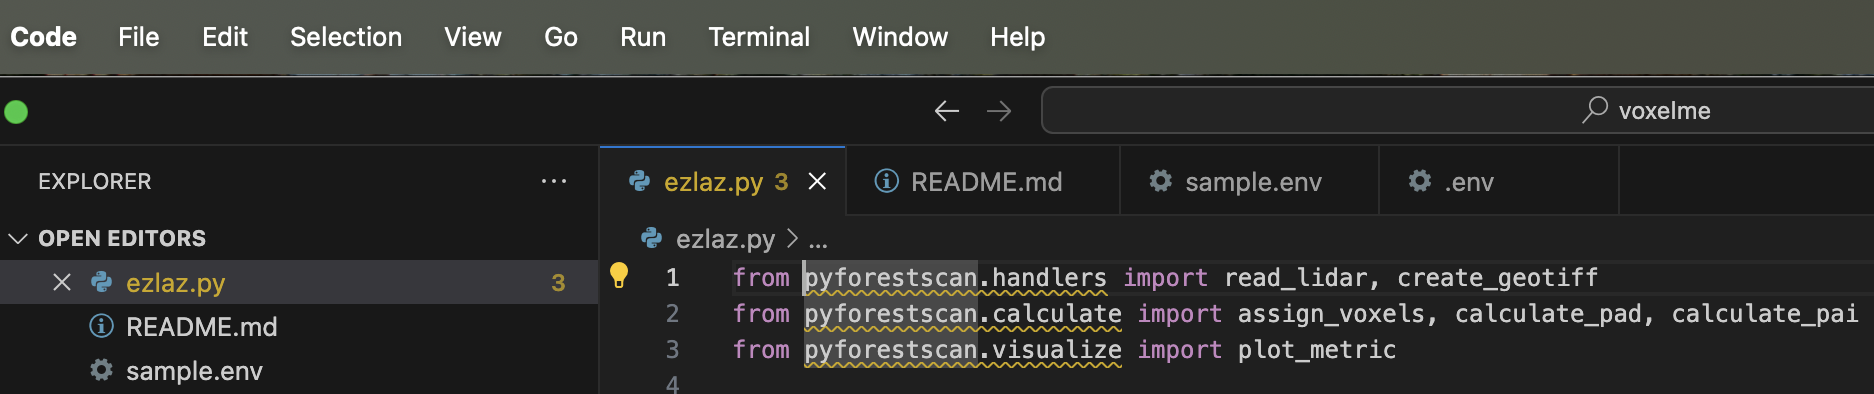 Code File Edit Selection View Go Run Terminal Window Help
voxelme
EXPLORER ...
OPEN EDITORS
ezlaz.py 3
README.md
sample.env
ezlaz.py 3 README.md sample.env .env
ezlaz.py > ...
1 from pyforestscan.handlers import read_lidar, create_geotiff
2 from pyforestscan.calculate import assign_voxels, calculate_pad, calculate_pai
3 from pyforestscan.visualize import plot_metric
4